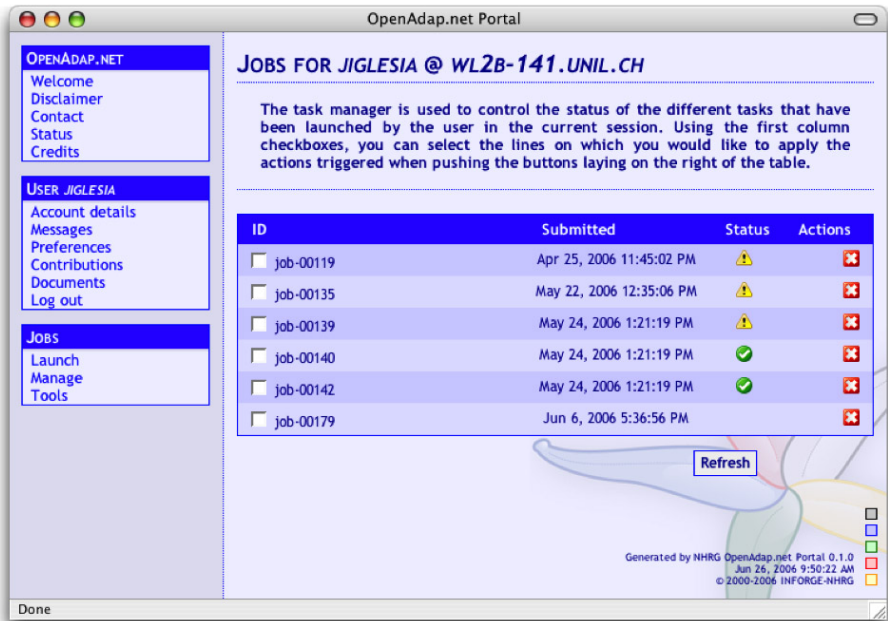 OpenAdap.net Portal
OPENADAP.NET
Welcome
Disclaimer
Contact
Status
Credits
USER JIGLESIA
Account details
Messages
Preferences
Contributions
Documents
Log out
JOBS
Launch
Manage
Tools
JOBS FOR JIGLESIA @ WL2B-141.UNIL.CH
The task manager is used to control the status of the different tasks that have
been launched by the user in the current session. Using the first column
checkboxes, you can select the lines on which you would like to apply the
actions triggered when pushing the buttons laying on the right of the table.
ID Submitted Status Actions
job-00119 Apr 25, 2006 11:45:02 PM
job-00135 May 22, 2006 12:35:06 PM
job-00139 May 24, 2006 1:21:19 PM
job-00140 May 24, 2006 1:21:19 PM
job-00142 May 24, 2006 1:21:19 PM
job-00179 Jun 6, 2006 5:36:56 PM
Refresh
Generated by NHRG OpenAdap.net Portal 0.1.0
Jun 26, 2006 9:50:22 AM
© 2000-2006 INFORGE-NHRG
Done